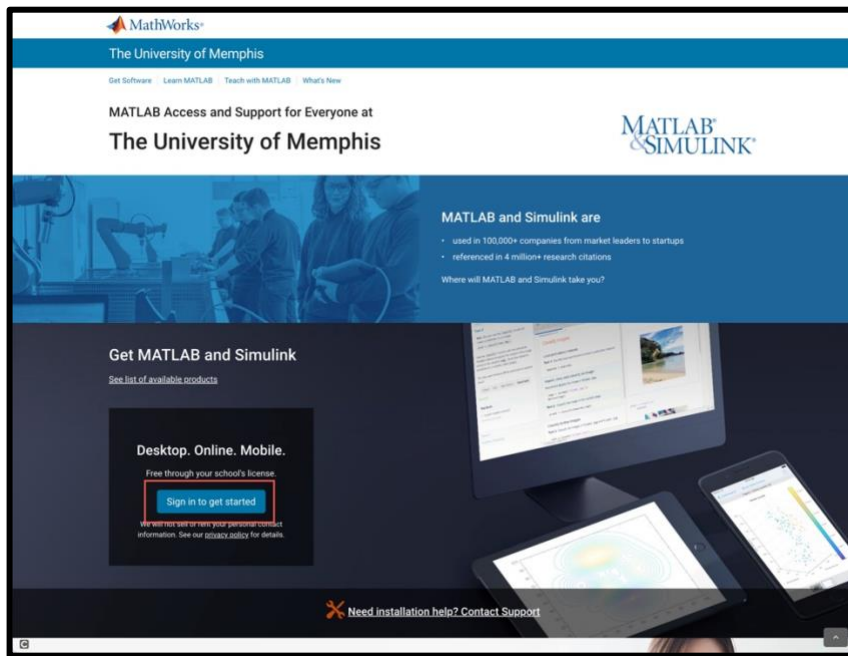 MathWorks®
The University of Memphis
Get Software Learn MATLAB Teach with MATLAB What's New
MATLAB Access and Support for Everyone at
The University of Memphis
MATLAB®
&SIMULINK®
MATLAB and Simulink are
• used in 100,000+ companies from market leaders to startups
• referenced in 4 million+ research citations
Where will MATLAB and Simulink take you?
Get MATLAB and Simulink
See list of available products
Desktop. Online. Mobile.
Free through your school's license.
Sign in to get started
We will not sell or rent your personal contact
information. See our privacy policy for details.
Need installation help? Contact Support